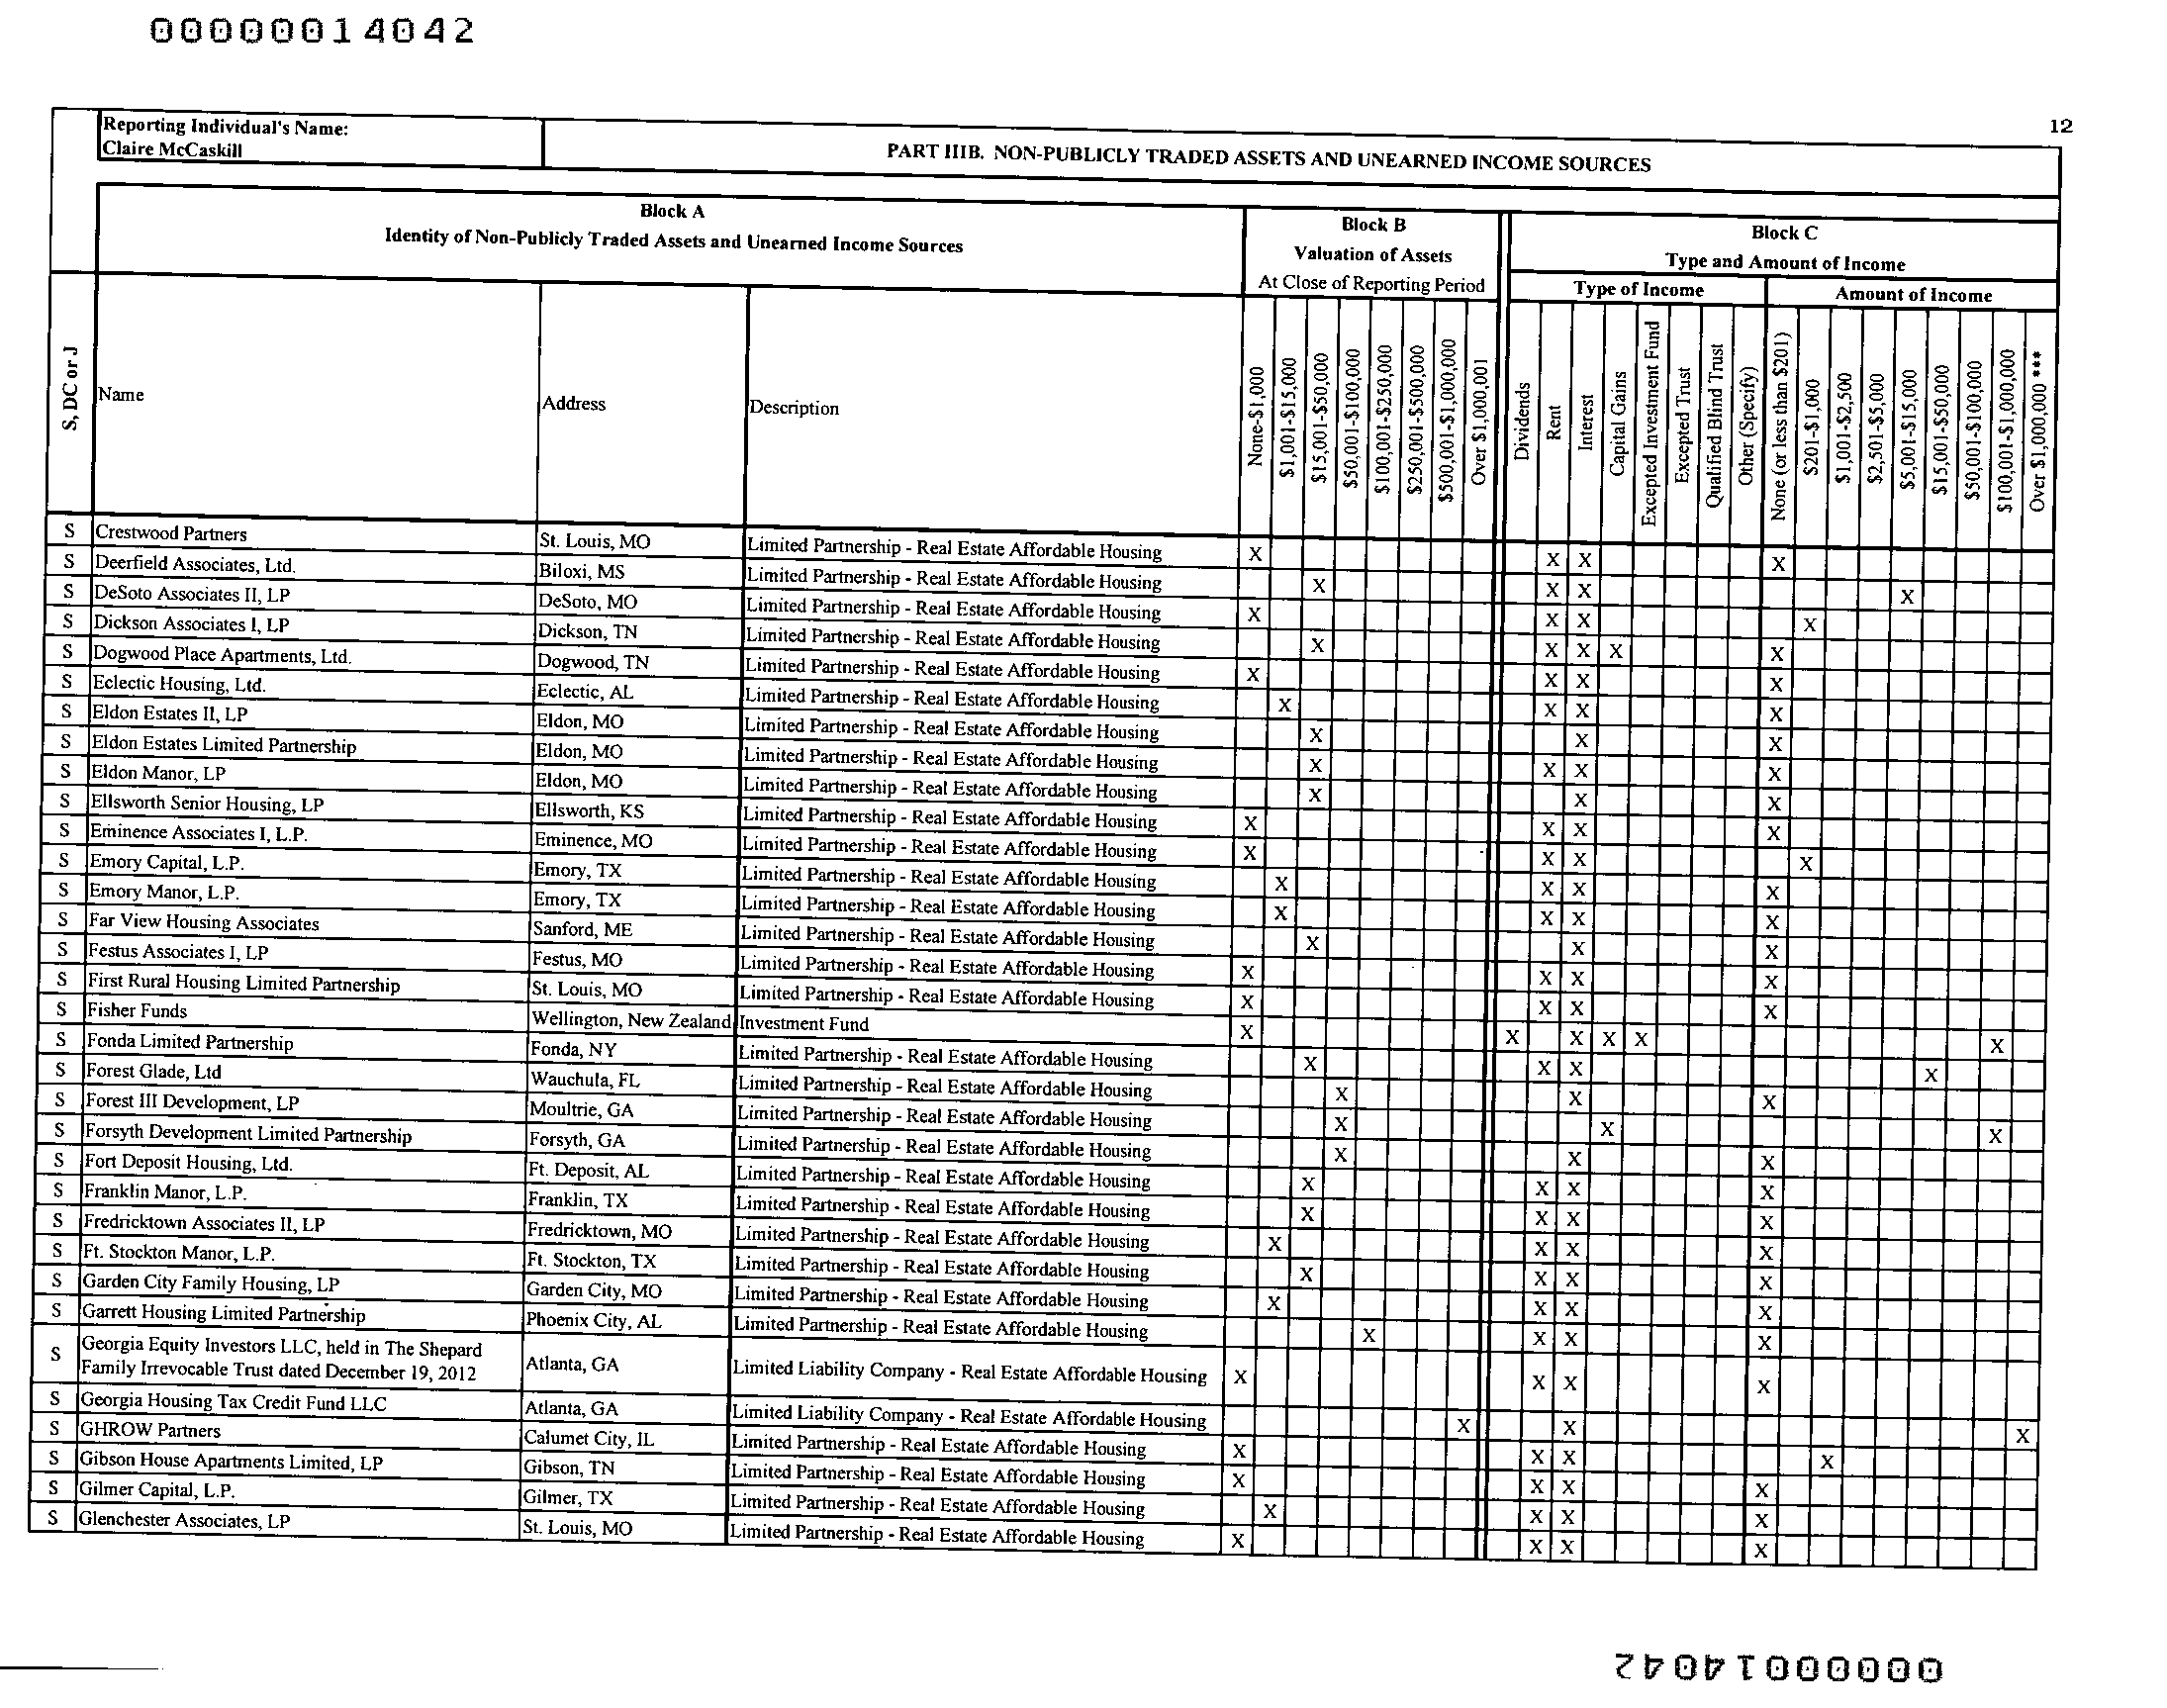 00000014042
12
Reporting Individual's Name:
Claire McCaskill
PART IIIB. NON-PUBLICLY TRADED ASSETS AND UNEARNED INCOME SOURCES
Block A
Identity of Non-Publicly Traded Assets and Unearned Income Sources
Block B
Valuation of Assets
At Close of Reporting Period
Block C
Type and Amount of Income
Type of Income
Amount of Income
S, DC or J
Name
Address
Description
None-$1,000
$1,001-$15,000
$15,001-$50,000
$50,001-$100,000
$100,001-$250,000
$250,001-$500,000
$500,001-$1,000,000
Over $1,000,001
Dividends
Rent
Interest
Capital Gains
Excepted Investment Fund
Excepted Trust
Qualified Blind Trust
Other (Specify)
None (or less than $201)
$201-$1,000
$1,001-$2,500
$2,501-$5,000
$5,001-$15,000
$15,001-$50,000
$50,001-$100,000
$100,001-$1,000,000
Over $1,000,000 ***
S Crestwood Partners St. Louis, MO Limited Partnership - Real Estate Affordable Housing X X X X
S Deerfield Associates, Ltd. Biloxi, MS Limited Partnership - Real Estate Affordable Housing X X X X
S DeSoto Associates II, LP DeSoto, MO Limited Partnership - Real Estate Affordable Housing X X X X
S Dickson Associates I, LP Dickson, TN Limited Partnership - Real Estate Affordable Housing X X X X X
S Dogwood Place Apartments, Ltd. Dogwood, TN Limited Partnership - Real Estate Affordable Housing X X X X
S Eclectic Housing, Ltd. Eclectic, AL Limited Partnership - Real Estate Affordable Housing X X X X
S Eldon Estates II, LP Eldon, MO Limited Partnership - Real Estate Affordable Housing X X X
S Eldon Estates Limited Partnership Eldon, MO Limited Partnership - Real Estate Affordable Housing X X X X
S Eldon Manor, LP Eldon, MO Limited Partnership - Real Estate Affordable Housing X X X
S Ellsworth Senior Housing, LP Ellsworth, KS Limited Partnership - Real Estate Affordable Housing X X X X
S Eminence Associates I, L.P. Eminence, MO Limited Partnership - Real Estate Affordable Housing X X X X
S Emory Capital, L.P. Emory, TX Limited Partnership - Real Estate Affordable Housing X X X X
S Emory Manor, L.P. Emory, TX Limited Partnership - Real Estate Affordable Housing X X X X
S Far View Housing Associates Sanford, ME Limited Partnership - Real Estate Affordable Housing X X X
S Festus Associates I, LP Festus, MO Limited Partnership - Real Estate Affordable Housing X X X X
S First Rural Housing Limited Partnership St. Louis, MO Limited Partnership - Real Estate Affordable Housing X X X X
S Fisher Funds Wellington, New Zealand Investment Fund X X X X X X
S Fonda Limited Partnership Fonda, NY Limited Partnership - Real Estate Affordable Housing X X X X
S Forest Glade, Ltd Wauchula, FL Limited Partnership - Real Estate Affordable Housing X X X
S Forest III Development, LP Moultrie, GA Limited Partnership - Real Estate Affordable Housing X X X
S Forsyth Development Limited Partnership Forsyth, GA Limited Partnership - Real Estate Affordable Housing X X X
S Fort Deposit Housing, Ltd. Ft. Deposit, AL Limited Partnership - Real Estate Affordable Housing X X X X
S Franklin Manor, L.P. Franklin, TX Limited Partnership - Real Estate Affordable Housing X X X X
S Fredricktown Associates II, LP Fredricktown, MO Limited Partnership - Real Estate Affordable Housing X X X X
S Ft. Stockton Manor, L.P. Ft. Stockton, TX Limited Partnership - Real Estate Affordable Housing X X X X
S Garden City Family Housing, LP Garden City, MO Limited Partnership - Real Estate Affordable Housing X X X X
S Garrett Housing Limited Partnership Phoenix City, AL Limited Partnership - Real Estate Affordable Housing X X X X
S Georgia Equity Investors LLC, held in The Shepard
Family Irrevocable Trust dated December 19, 2012 Atlanta, GA Limited Liability Company - Real Estate Affordable Housing X X X X
S Georgia Housing Tax Credit Fund LLC Atlanta, GA Limited Liability Company - Real Estate Affordable Housing X X X
S GHROW Partners Calumet City, IL Limited Partnership - Real Estate Affordable Housing X X X X
S Gibson House Apartments Limited, LP Gibson, TN Limited Partnership - Real Estate Affordable Housing X X X X
S Gilmer Capital, L.P. Gilmer, TX Limited Partnership - Real Estate Affordable Housing X X X X
S Glenchester Associates, LP St. Louis, MO Limited Partnership - Real Estate Affordable Housing X X X X
00000014042